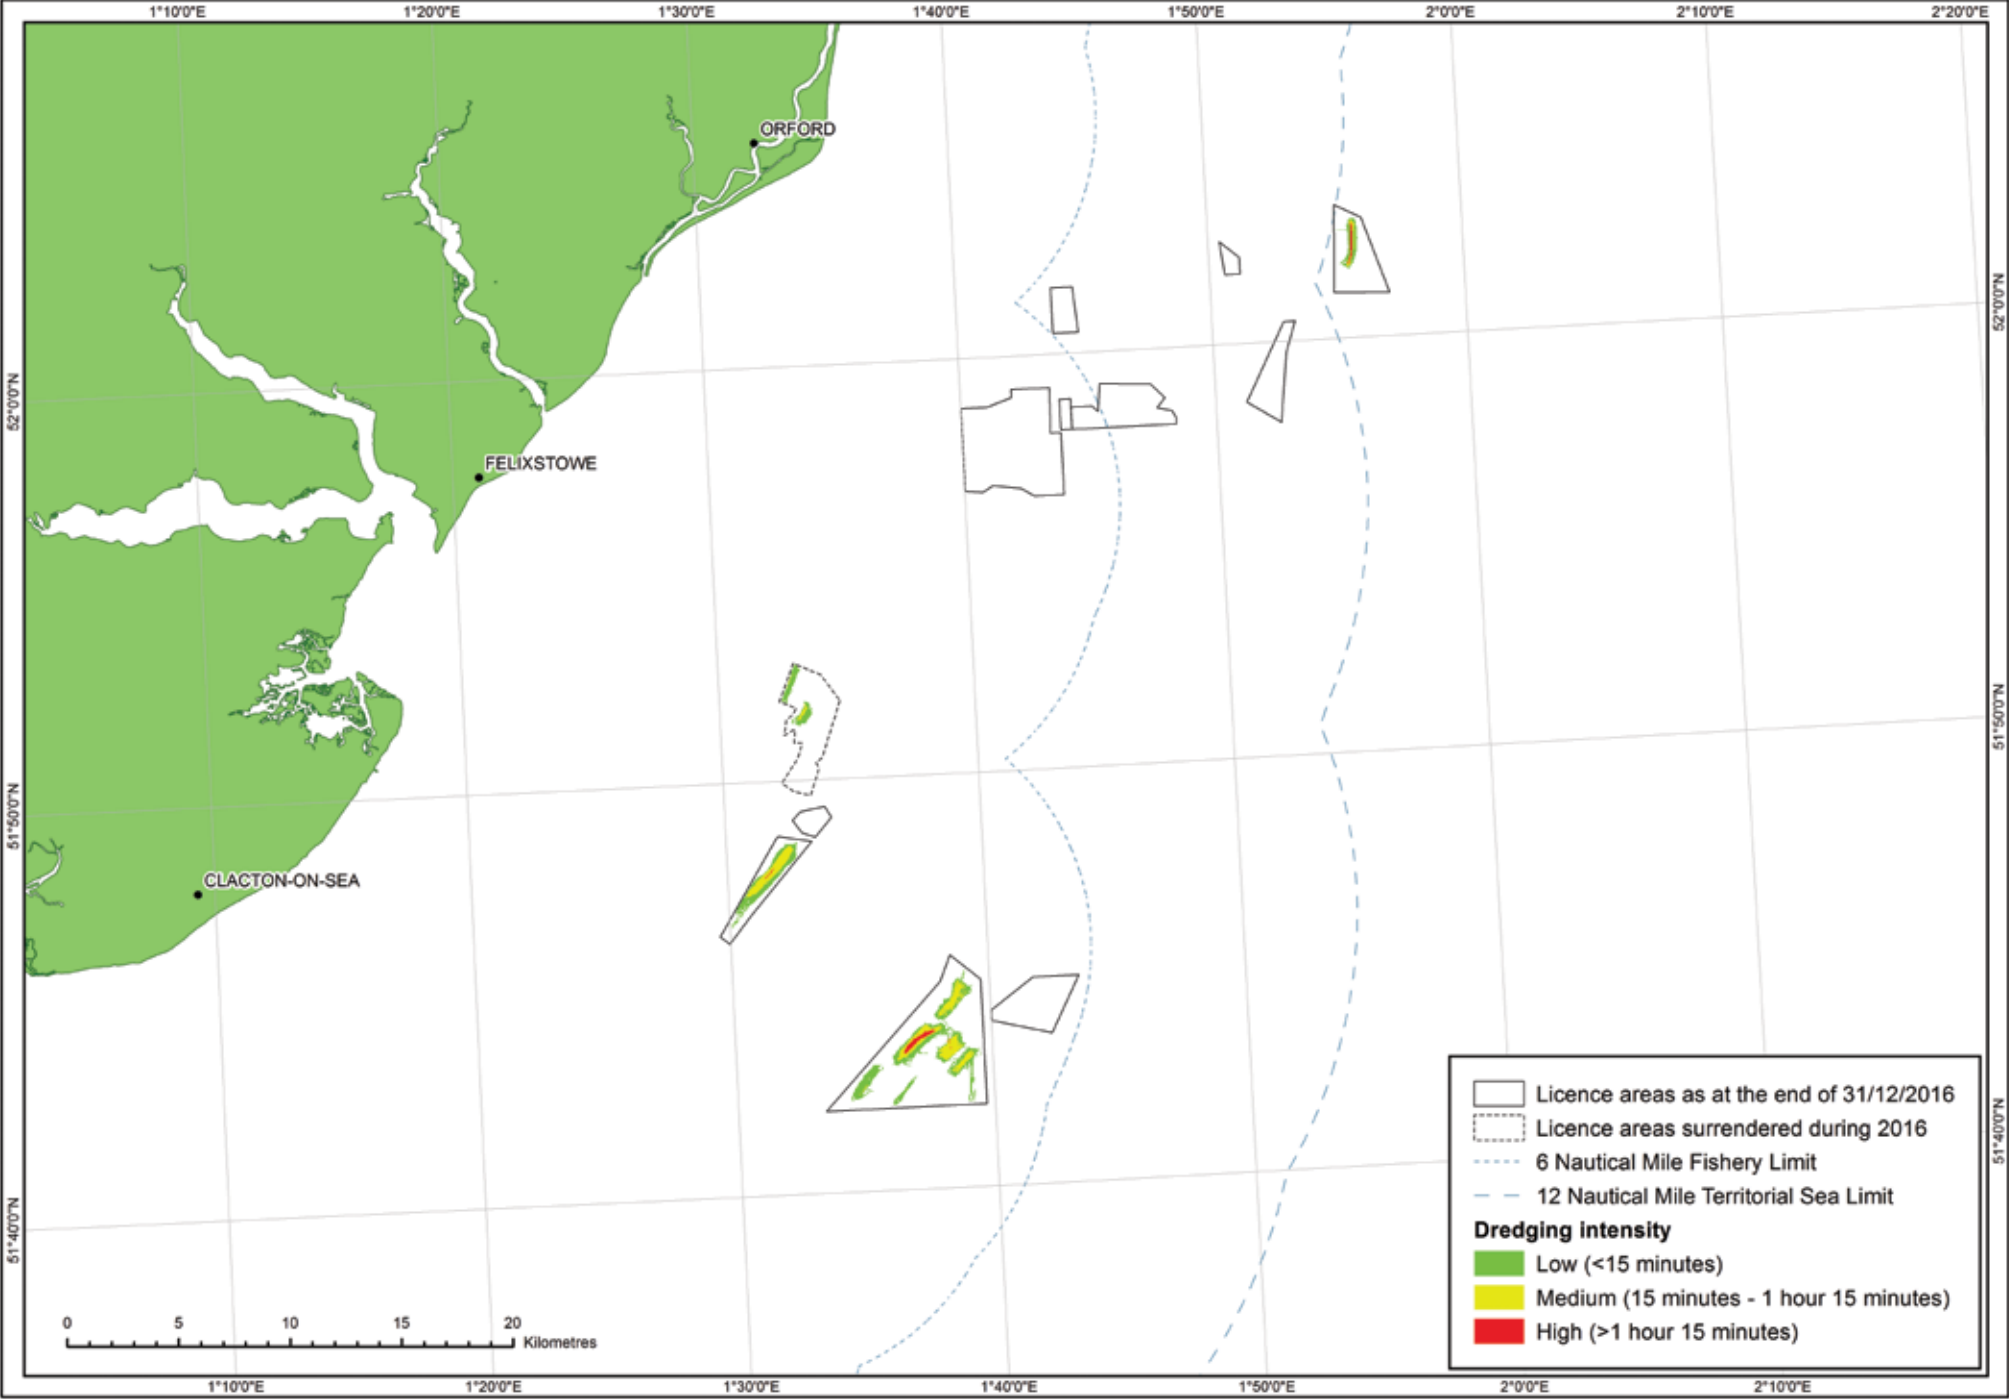 1°10'0"E 1°20'0"E 1°30'0"E 1°40'0"E 1°50'0"E 2°0'0"E 2°10'0"E 2°20'0"E
ORFORD
52°0'0"N
52°0'0"N
FELIXSTOWE
51°50'0"N
51°50'0"N
CLACTON-ON-SEA
51°40'0"N
51°40'0"N
Licence areas as at the end of 31/12/2016
Licence areas surrendered during 2016
6 Nautical Mile Fishery Limit
12 Nautical Mile Territorial Sea Limit
Dredging intensity
Low (<15 minutes)
Medium (15 minutes - 1 hour 15 minutes)
High (>1 hour 15 minutes)
0 5 10 15 20
Kilometres
1°10'0"E 1°20'0"E 1°30'0"E 1°40'0"E 1°50'0"E 2°0'0"E 2°10'0"E